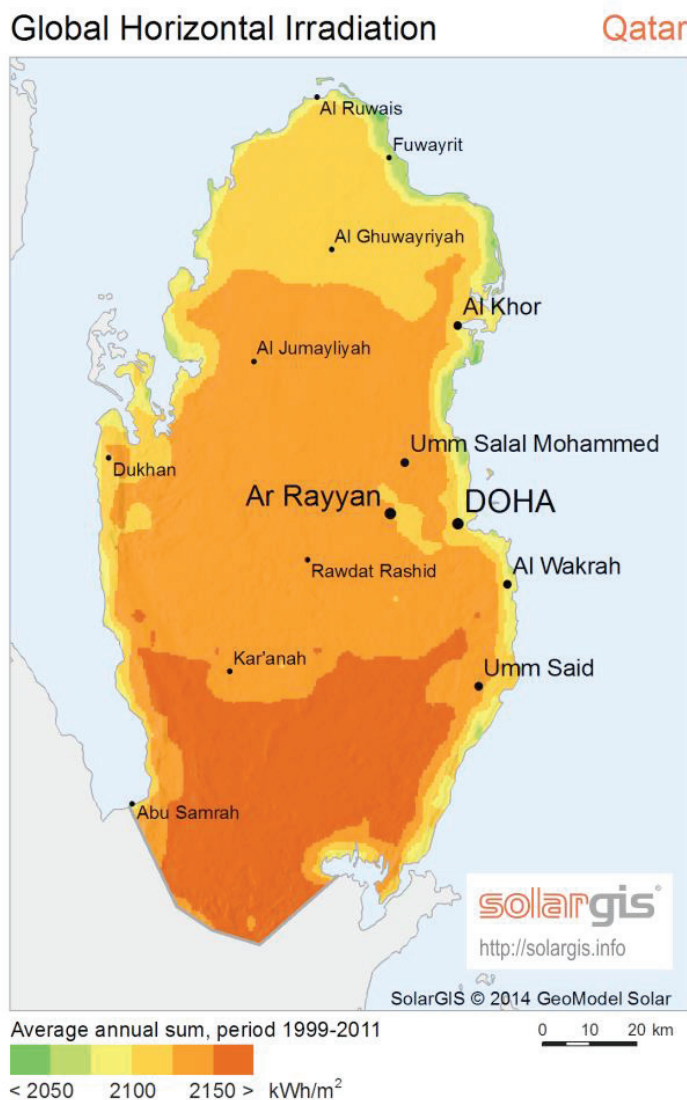 Global Horizontal Irradiation Qatar
Al Ruwais
Fuwayrit
Al Ghuwayriyah
Al Khor
Al Jumayliyah
Umm Salal Mohammed
Dukhan
Ar Rayyan
DOHA
Rawdat Rashid
Al Wakrah
Kar'anah
Umm Said
Abu Samrah
solargis®
http://solargis.info
SolarGIS © 2014 GeoModel Solar
Average annual sum, period 1999-2011
0 10 20 km
< 2050 2100 2150 > kWh/m²